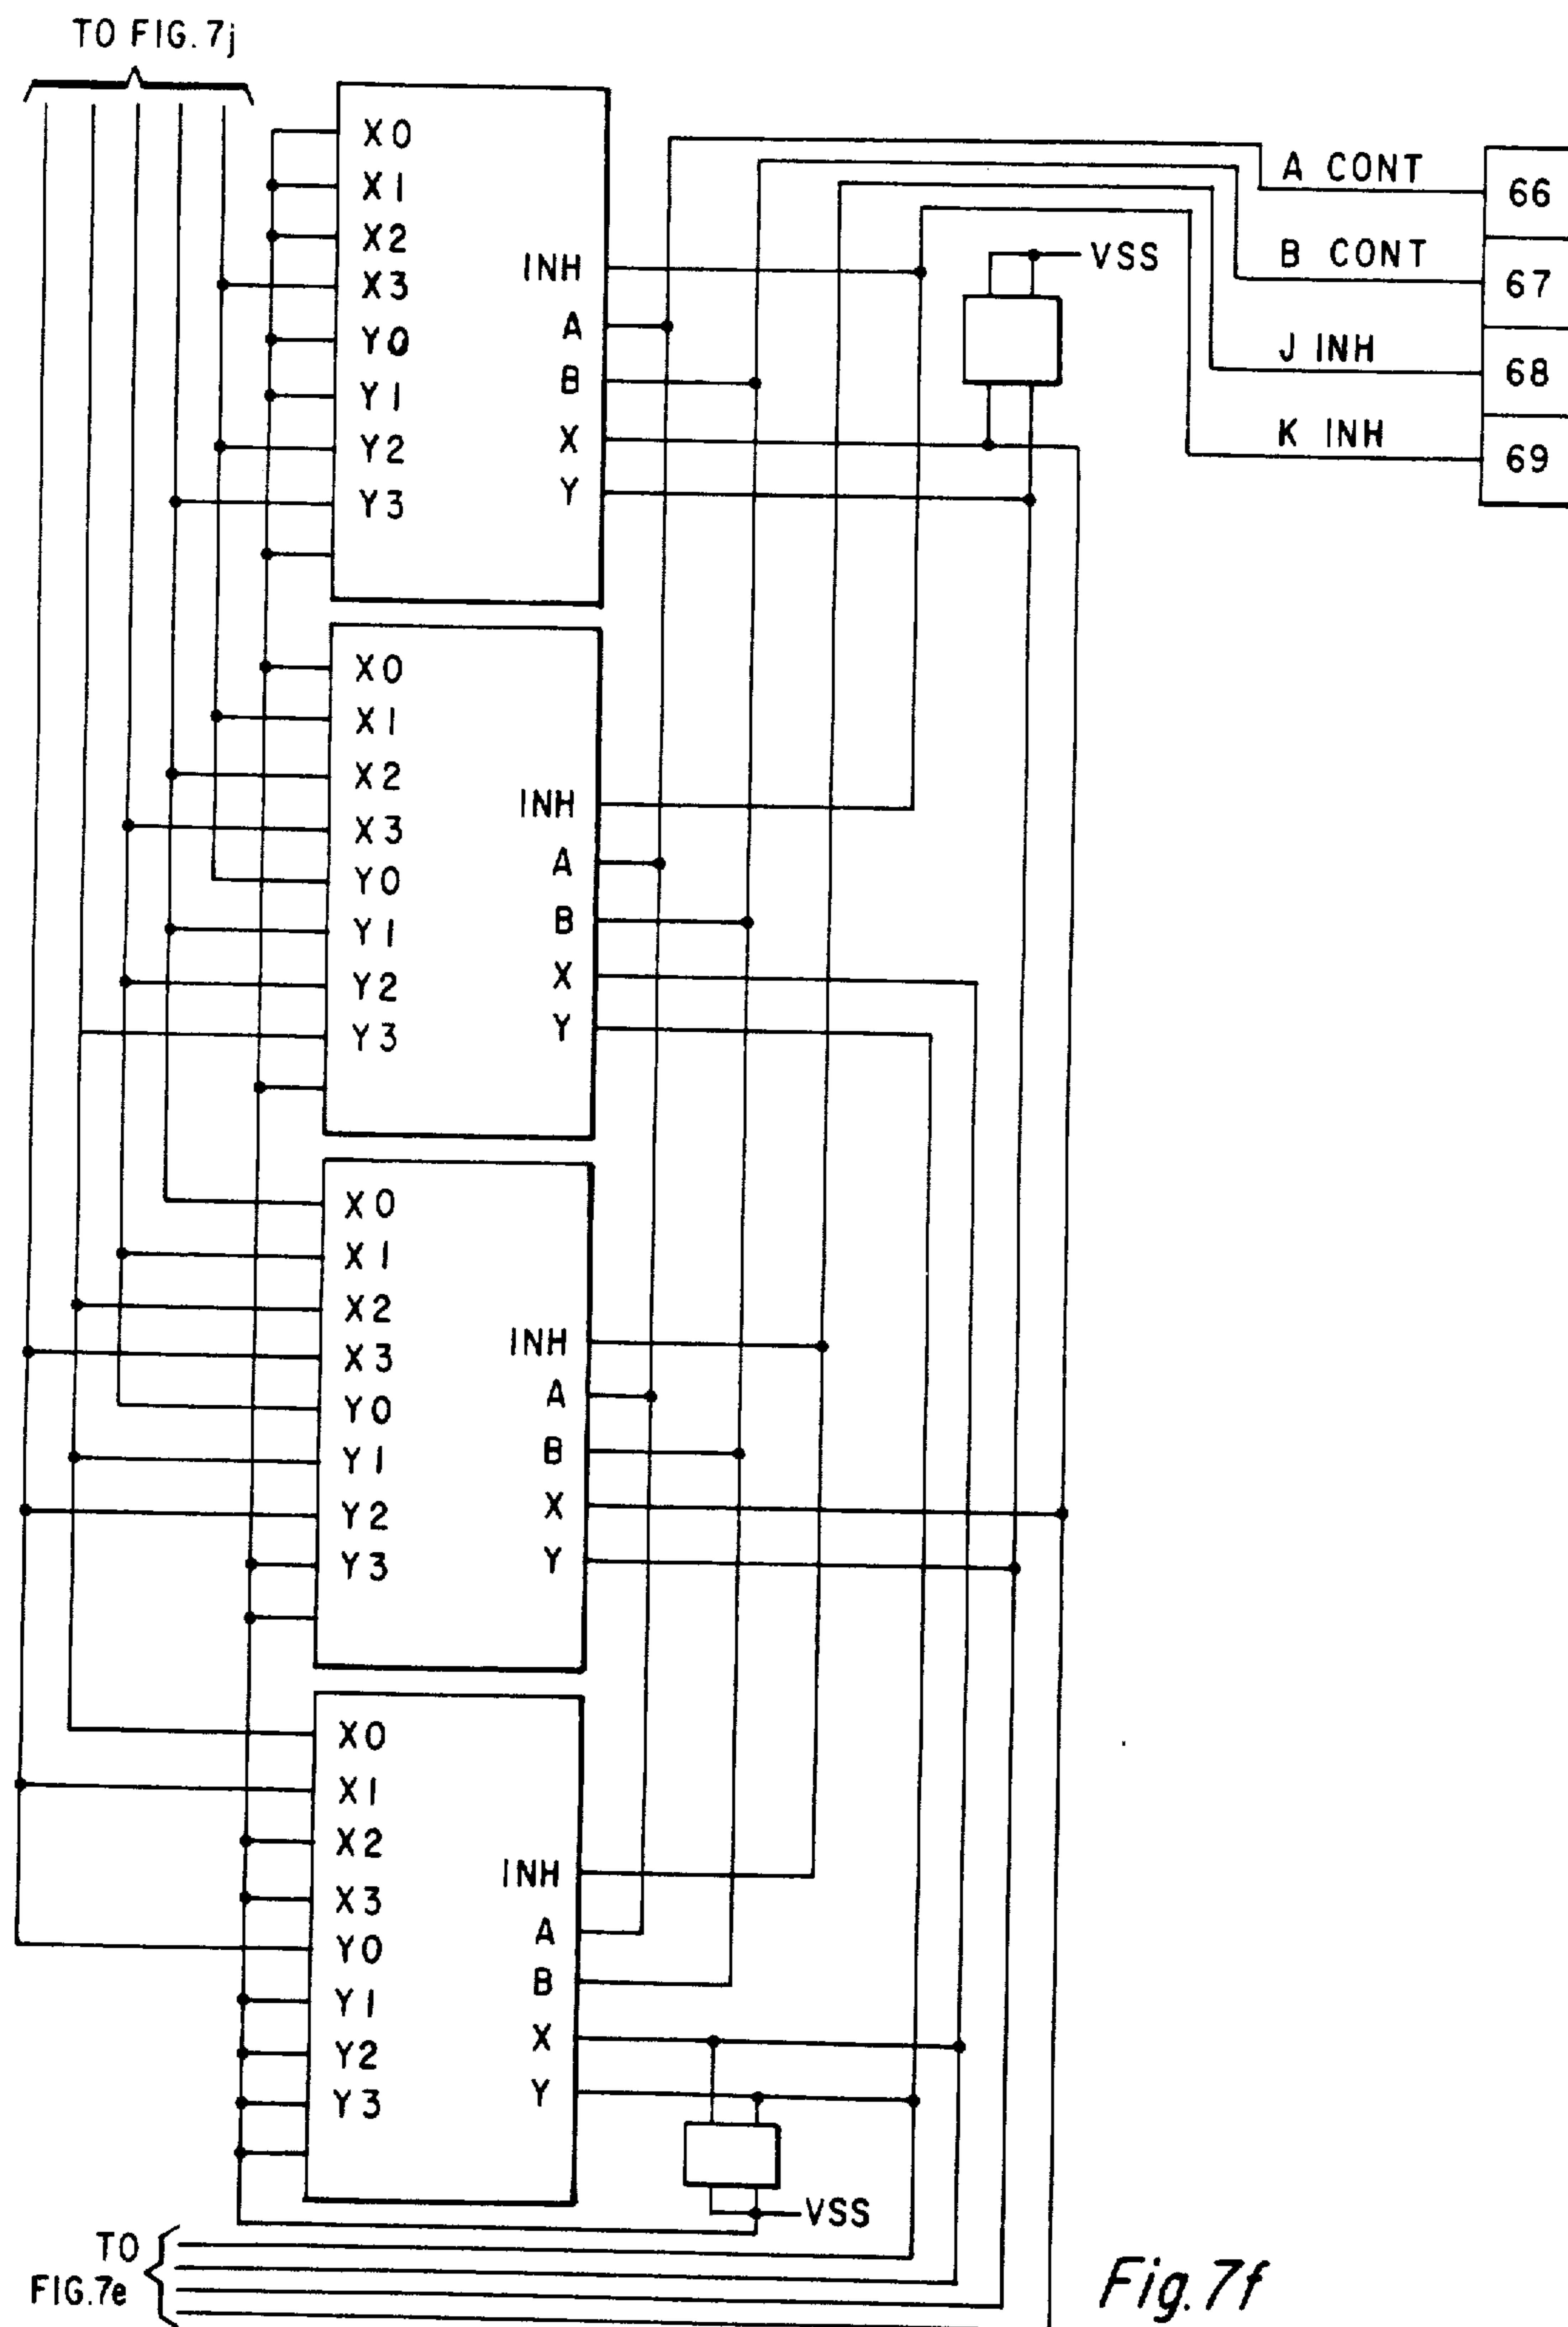 TO FIG. 7j
X0
X1
X2
X3
Y0
Y1
Y2
Y3
INH
A
B
X
Y
A CONT
B CONT
J INH
K INH
66
67
68
69
VSS
X0
X1
X2
X3
Y0
Y1
Y2
Y3
INH
A
B
X
Y
X0
X1
X2
X3
Y0
Y1
Y2
Y3
INH
A
B
X
Y
X0
X1
X2
X3
Y0
Y1
Y2
Y3
INH
A
B
X
Y
VSS
TO
FIG.7e
Fig. 7f